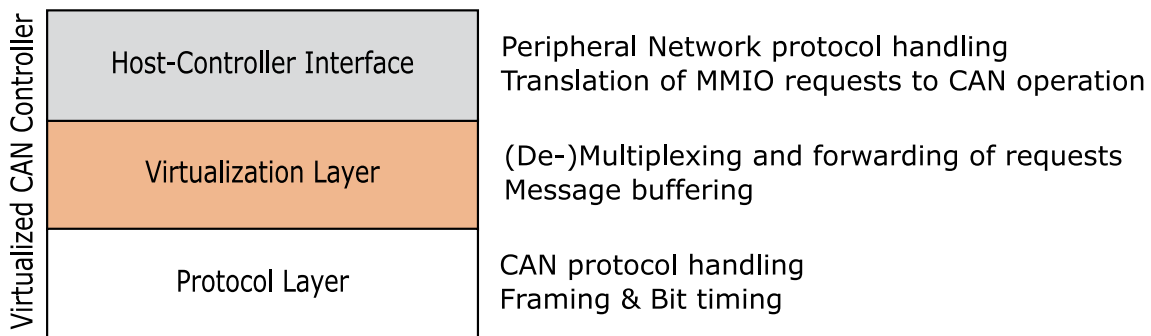 Virtualized CAN Controller
Host-Controller Interface
Peripheral Network protocol handling
Translation of MMIO requests to CAN operation
Virtualization Layer
(De-)Multiplexing and forwarding of requests
Message buffering
Protocol Layer
CAN protocol handling
Framing & Bit timing